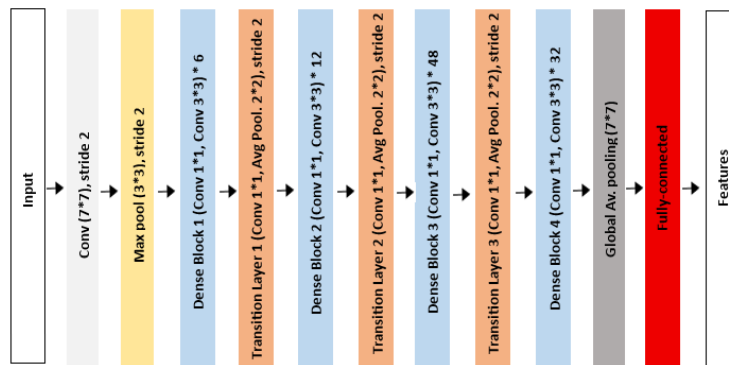 Input
Conv (7*7), stride 2
Max pool (3*3), stride 2
Dense Block 1 (Conv 1*1, Conv 3*3) * 6
Transition Layer 1 (Conv 1*1, Avg Pool. 2*2), stride 2
Dense Block 2 (Conv 1*1, Conv 3*3) * 12
Transition Layer 2 (Conv 1*1, Avg Pool. 2*2), stride 2
Dense Block 3 (Conv 1*1, Conv 3*3) * 48
Transition Layer 3 (Conv 1*1, Avg Pool. 2*2), stride 2
Dense Block 4 (Conv 1*1, Conv 3*3) * 32
Global Av. pooling (7*7)
Fully-connected
Features